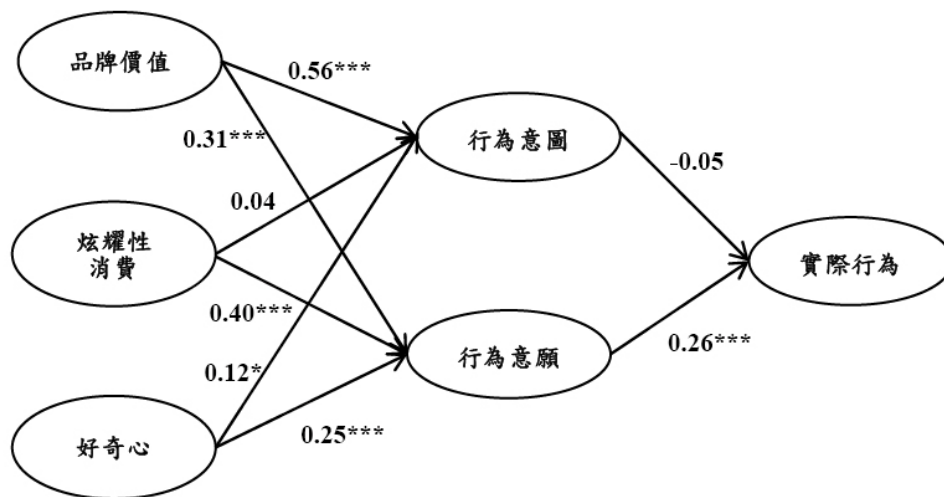 品牌價值
0.56***
0.31***
行為意圖
-0.05
0.04
炫耀性
消費
實際行為
0.40***
行為意願
0.26***
0.12*
好奇心
0.25***